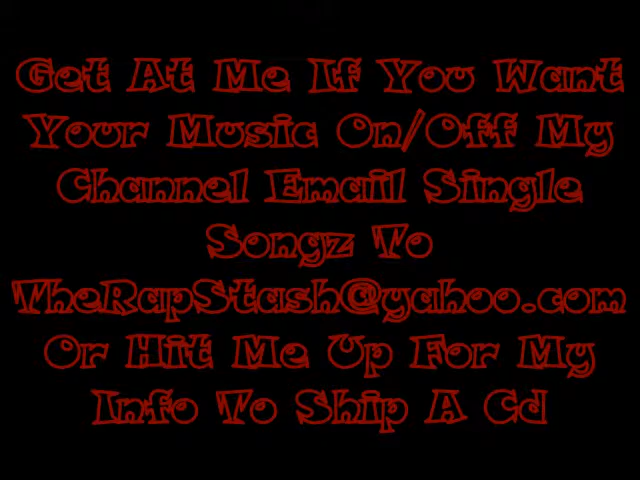 Get At Me If You Want
Your Music On/Off My
Channel Email Single
Songz To
TheRapStash@yahoo.com
Or Hit Me Up For My
Info To Ship A Cd